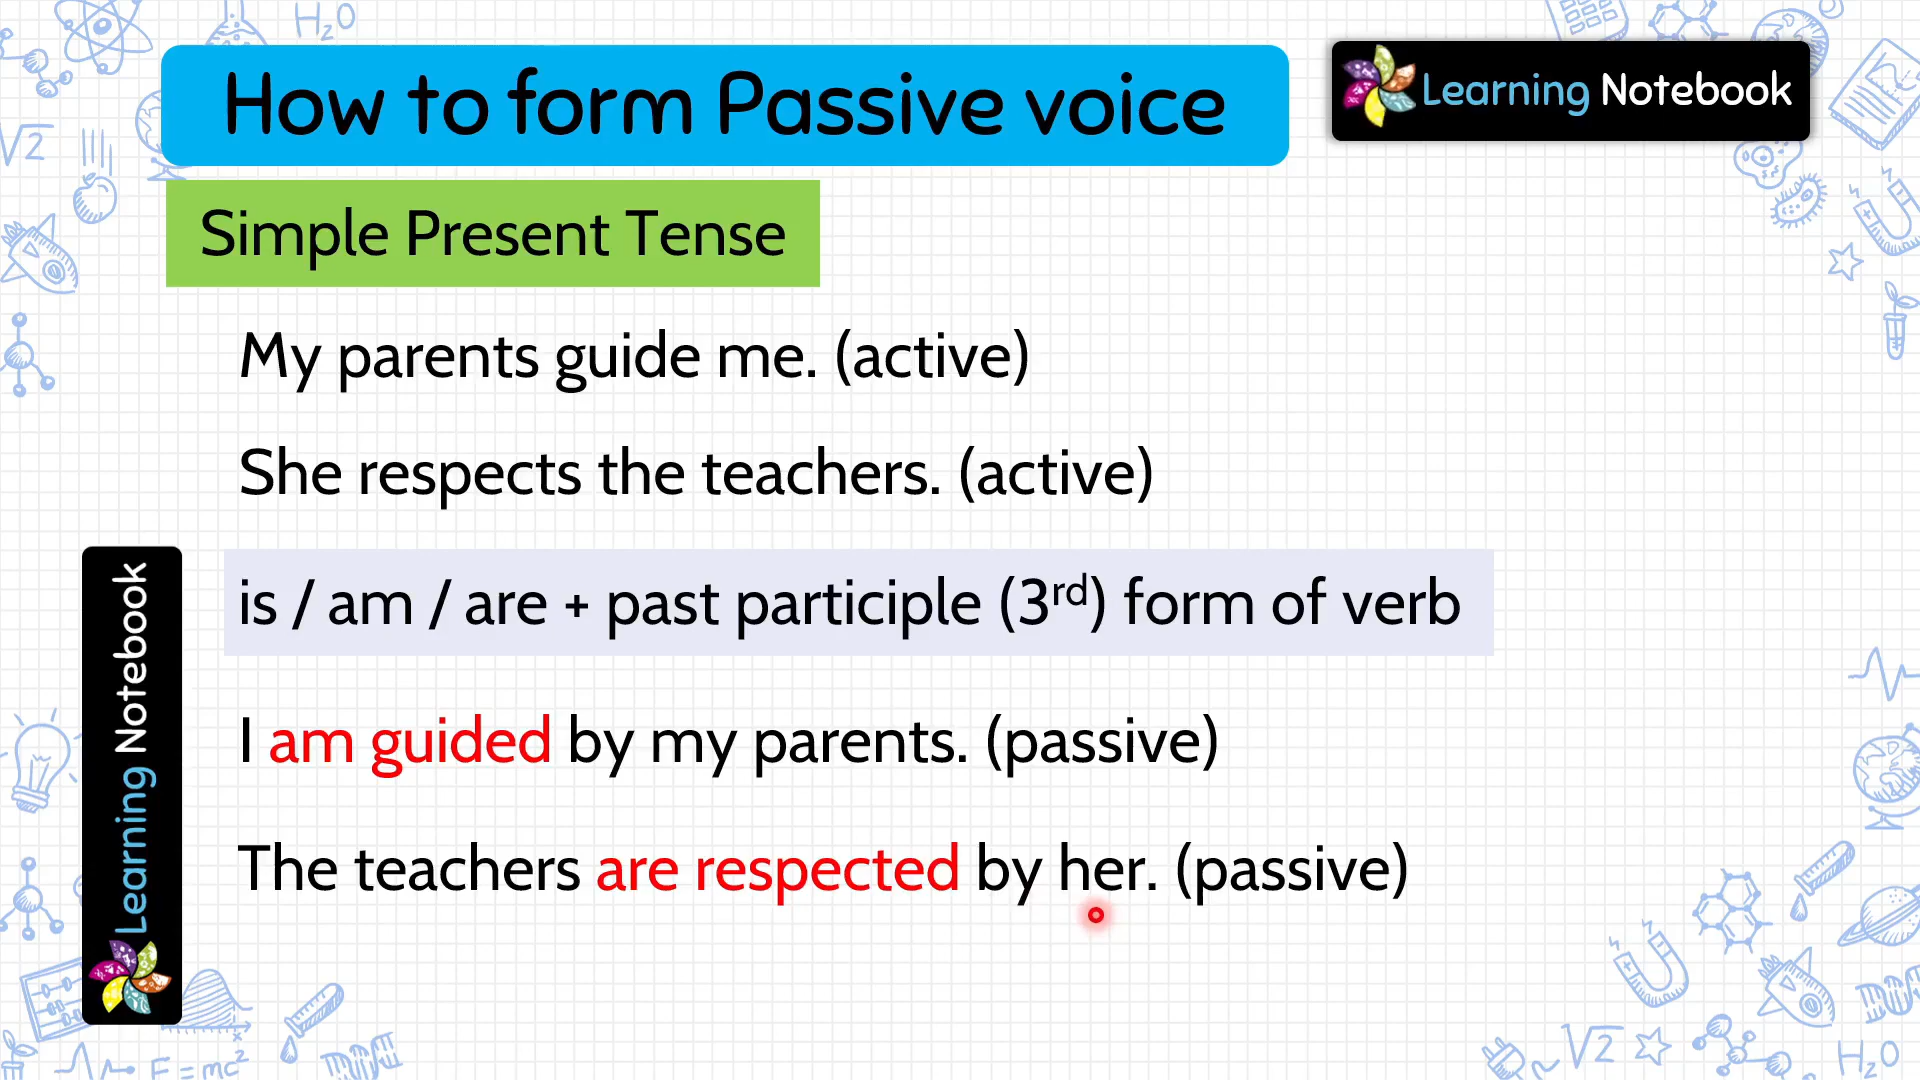 H₂O
How to form Passive voice
Learning Notebook
√2
Simple Present Tense
My parents guide me. (active)
She respects the teachers. (active)
is / am / are + past participle (3rd) form of verb
I am guided by my parents. (passive)
The teachers are respected by her. (passive)
Learning Notebook
F=mc²
x
√2
H₂O